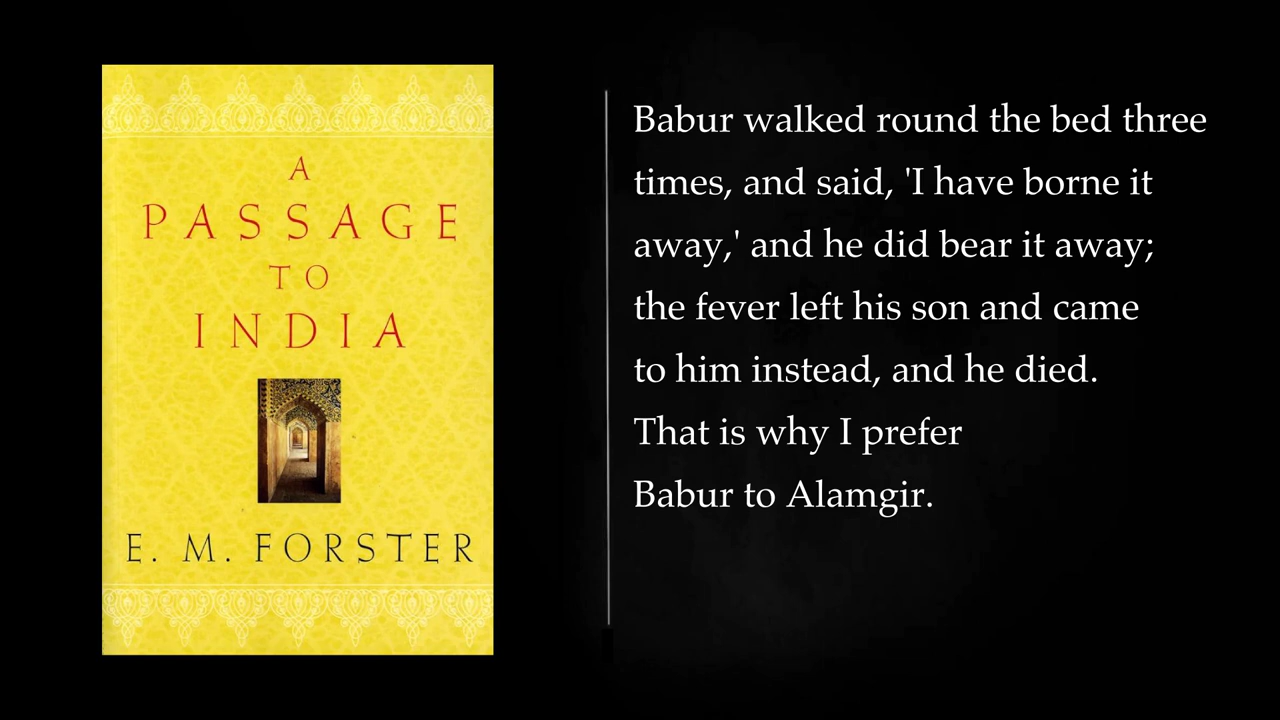 A
PASSAGE
TO
INDIA
E. M. FORSTER
Babur walked round the bed three
times, and said, 'I have borne it
away,' and he did bear it away;
the fever left his son and came
to him instead, and he died.
That is why I prefer
Babur to Alamgir.